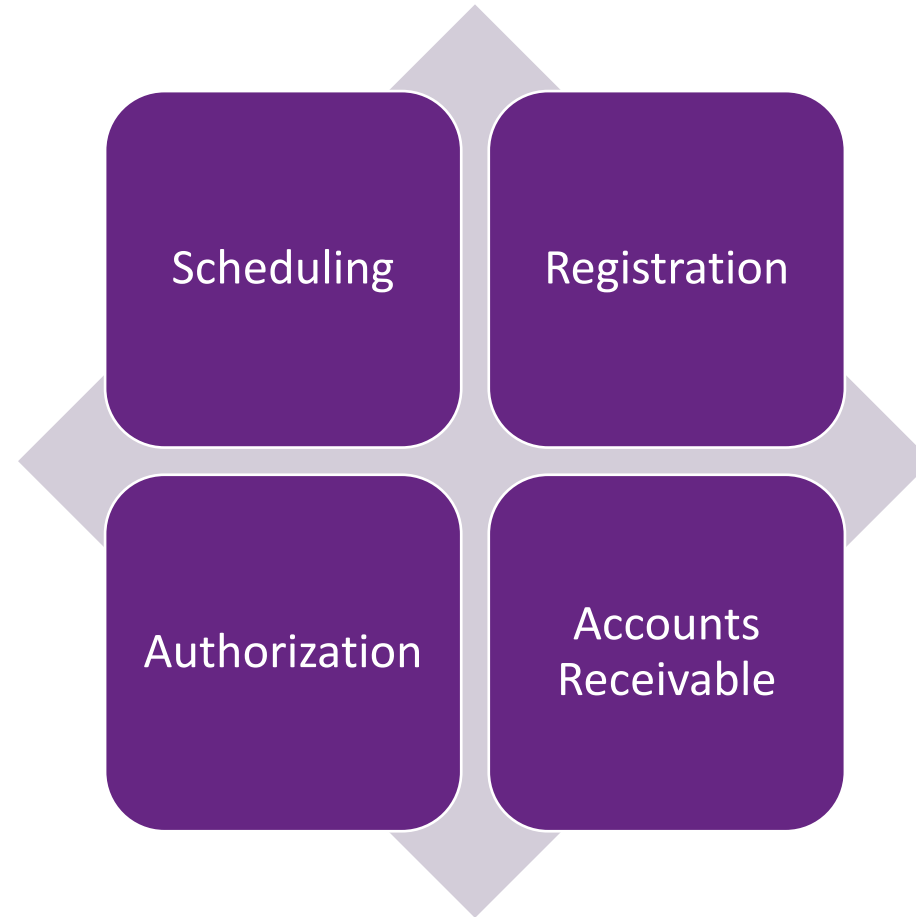 Scheduling
Registration
Authorization
Accounts
Receivable